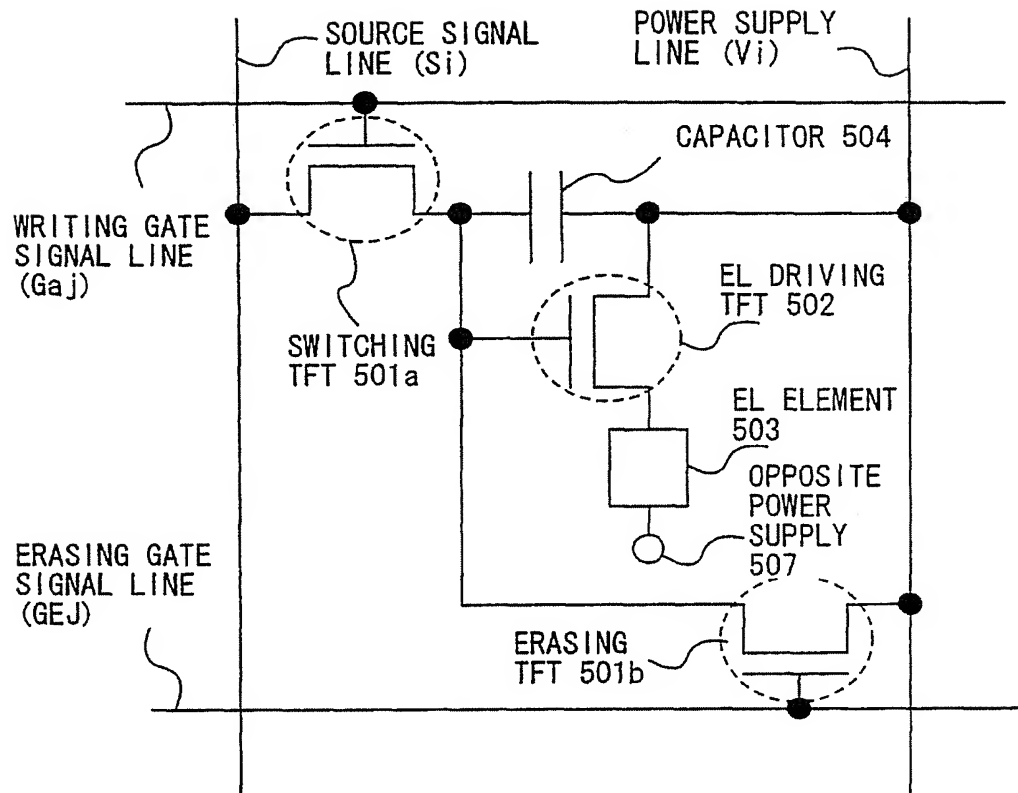 SOURCE SIGNAL
LINE (Si)
POWER SUPPLY
LINE (Vi)
CAPACITOR 504
WRITING GATE
SIGNAL LINE
(Gaj)
SWITCHING
TFT 501a
EL DRIVING
TFT 502
EL ELEMENT
503
OPPOSITE
POWER
SUPPLY
507
ERASING GATE
SIGNAL LINE
(GEJ)
ERASING
TFT 501b